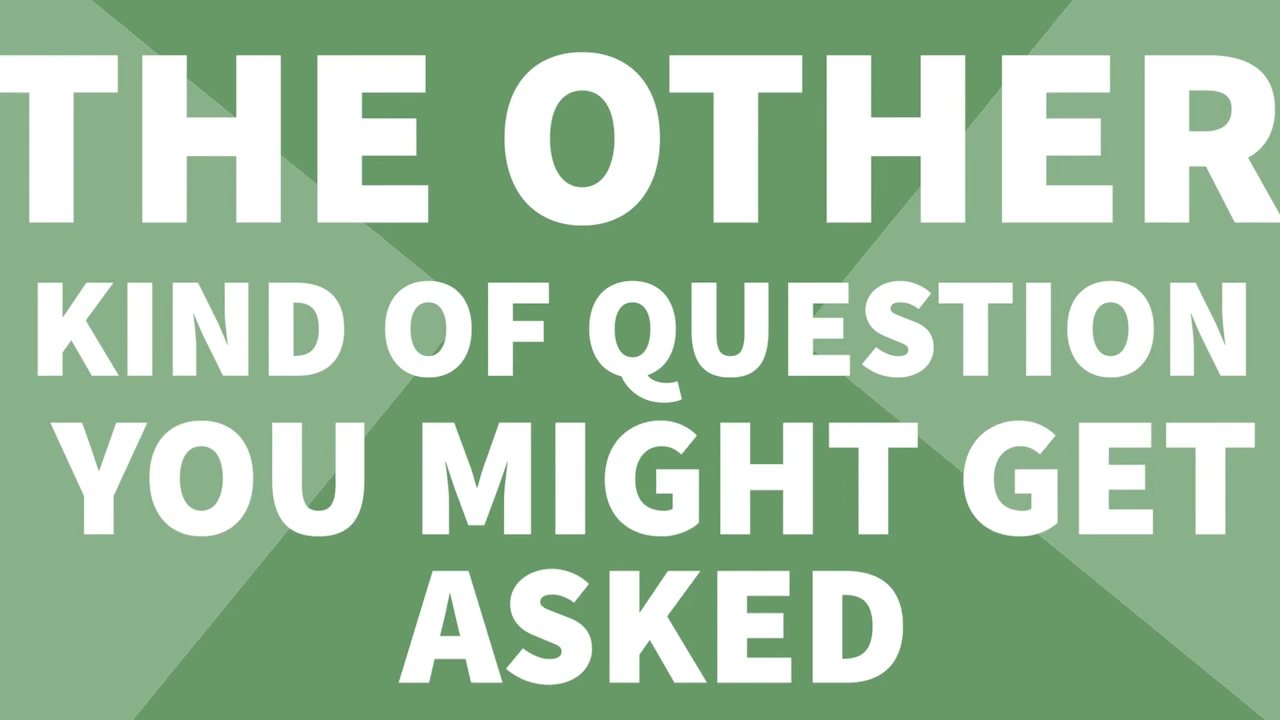 THE OTHER
KIND OF QUESTION
YOU MIGHT GET
ASKED